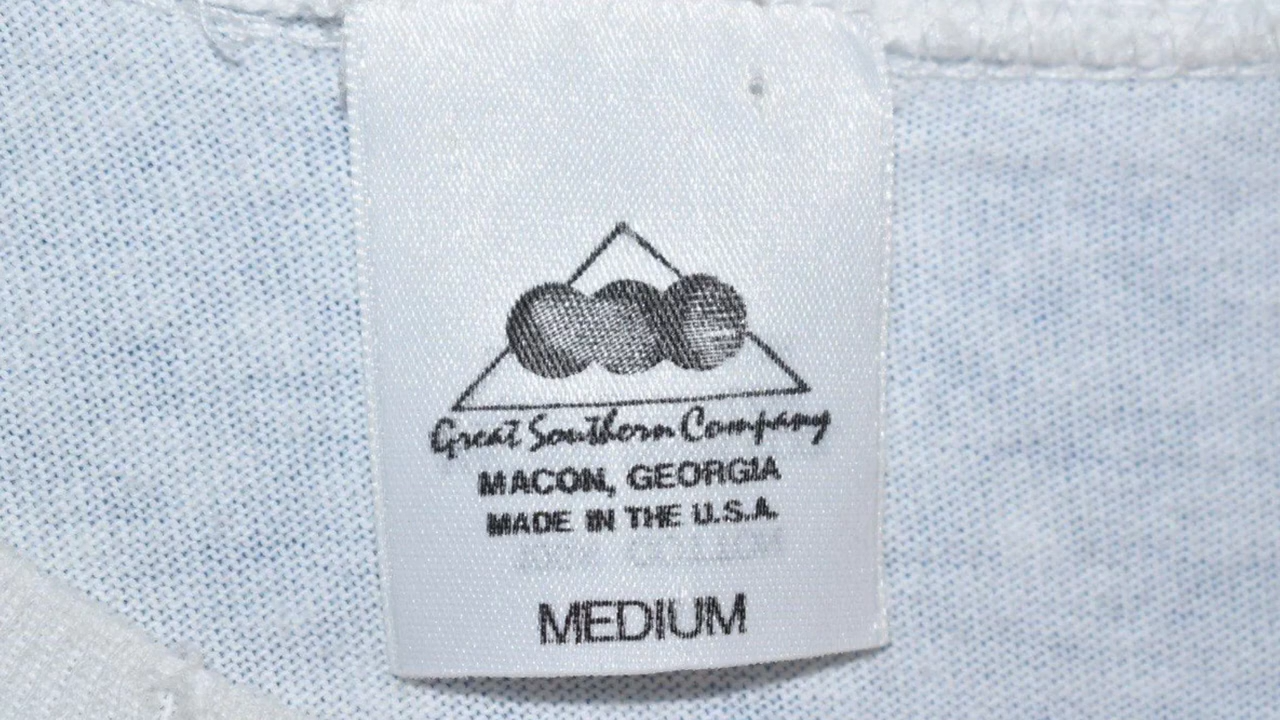 Great Southern Company
MACON, GEORGIA
MADE IN THE U.S.A.
MEDIUM